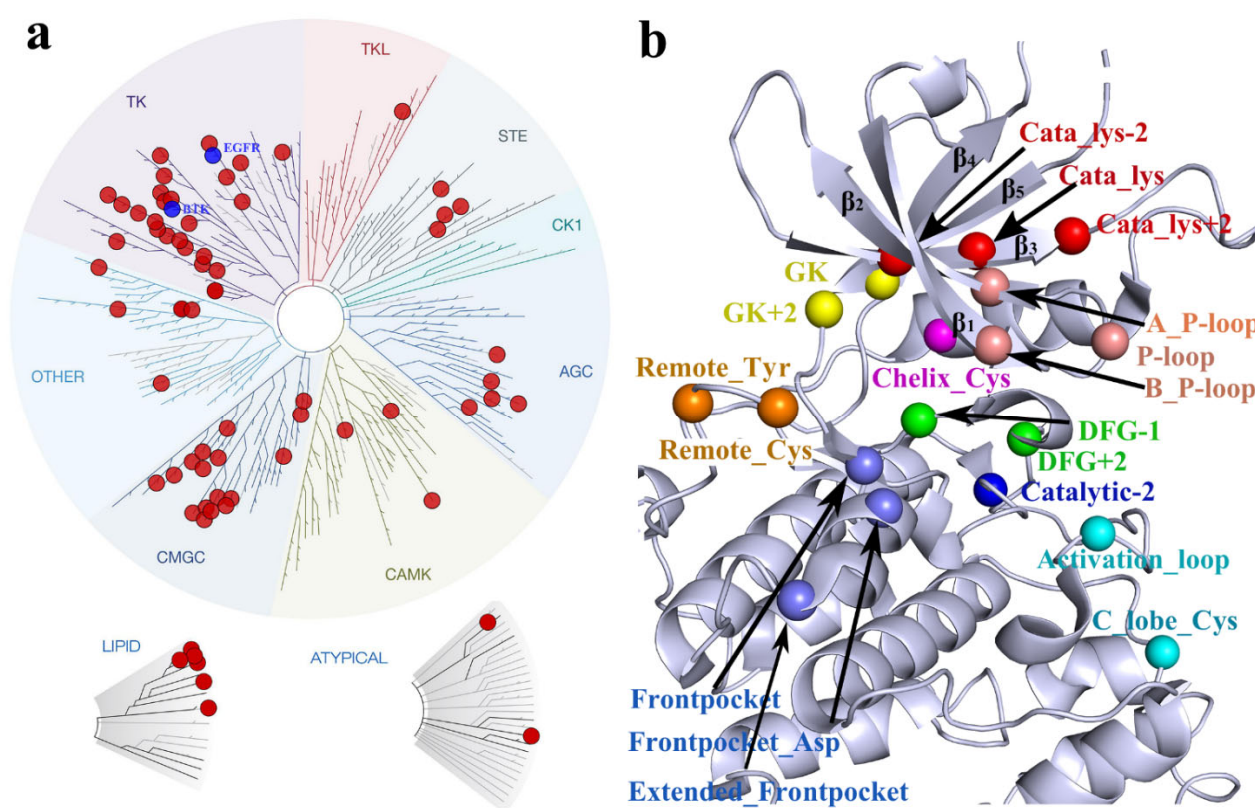 a
TKL
TK
STE
EGFR
BTK
CK1
OTHER
AGC
CMGC
CAMK
LIPID
ATYPICAL
b
Cata_lys-2
β4
Cata_lys
β5
β2
Cata_lys+2
β3
GK
GK+2
β1
A_P-loop
Remote_Tyr
P-loop
Chelix_Cys
B_P-loop
DFG-1
Remote_Cys
DFG+2
Catalytic-2
Activation_loop
C_lobe_Cys
Frontpocket
Frontpocket_Asp
Extended_Frontpocket